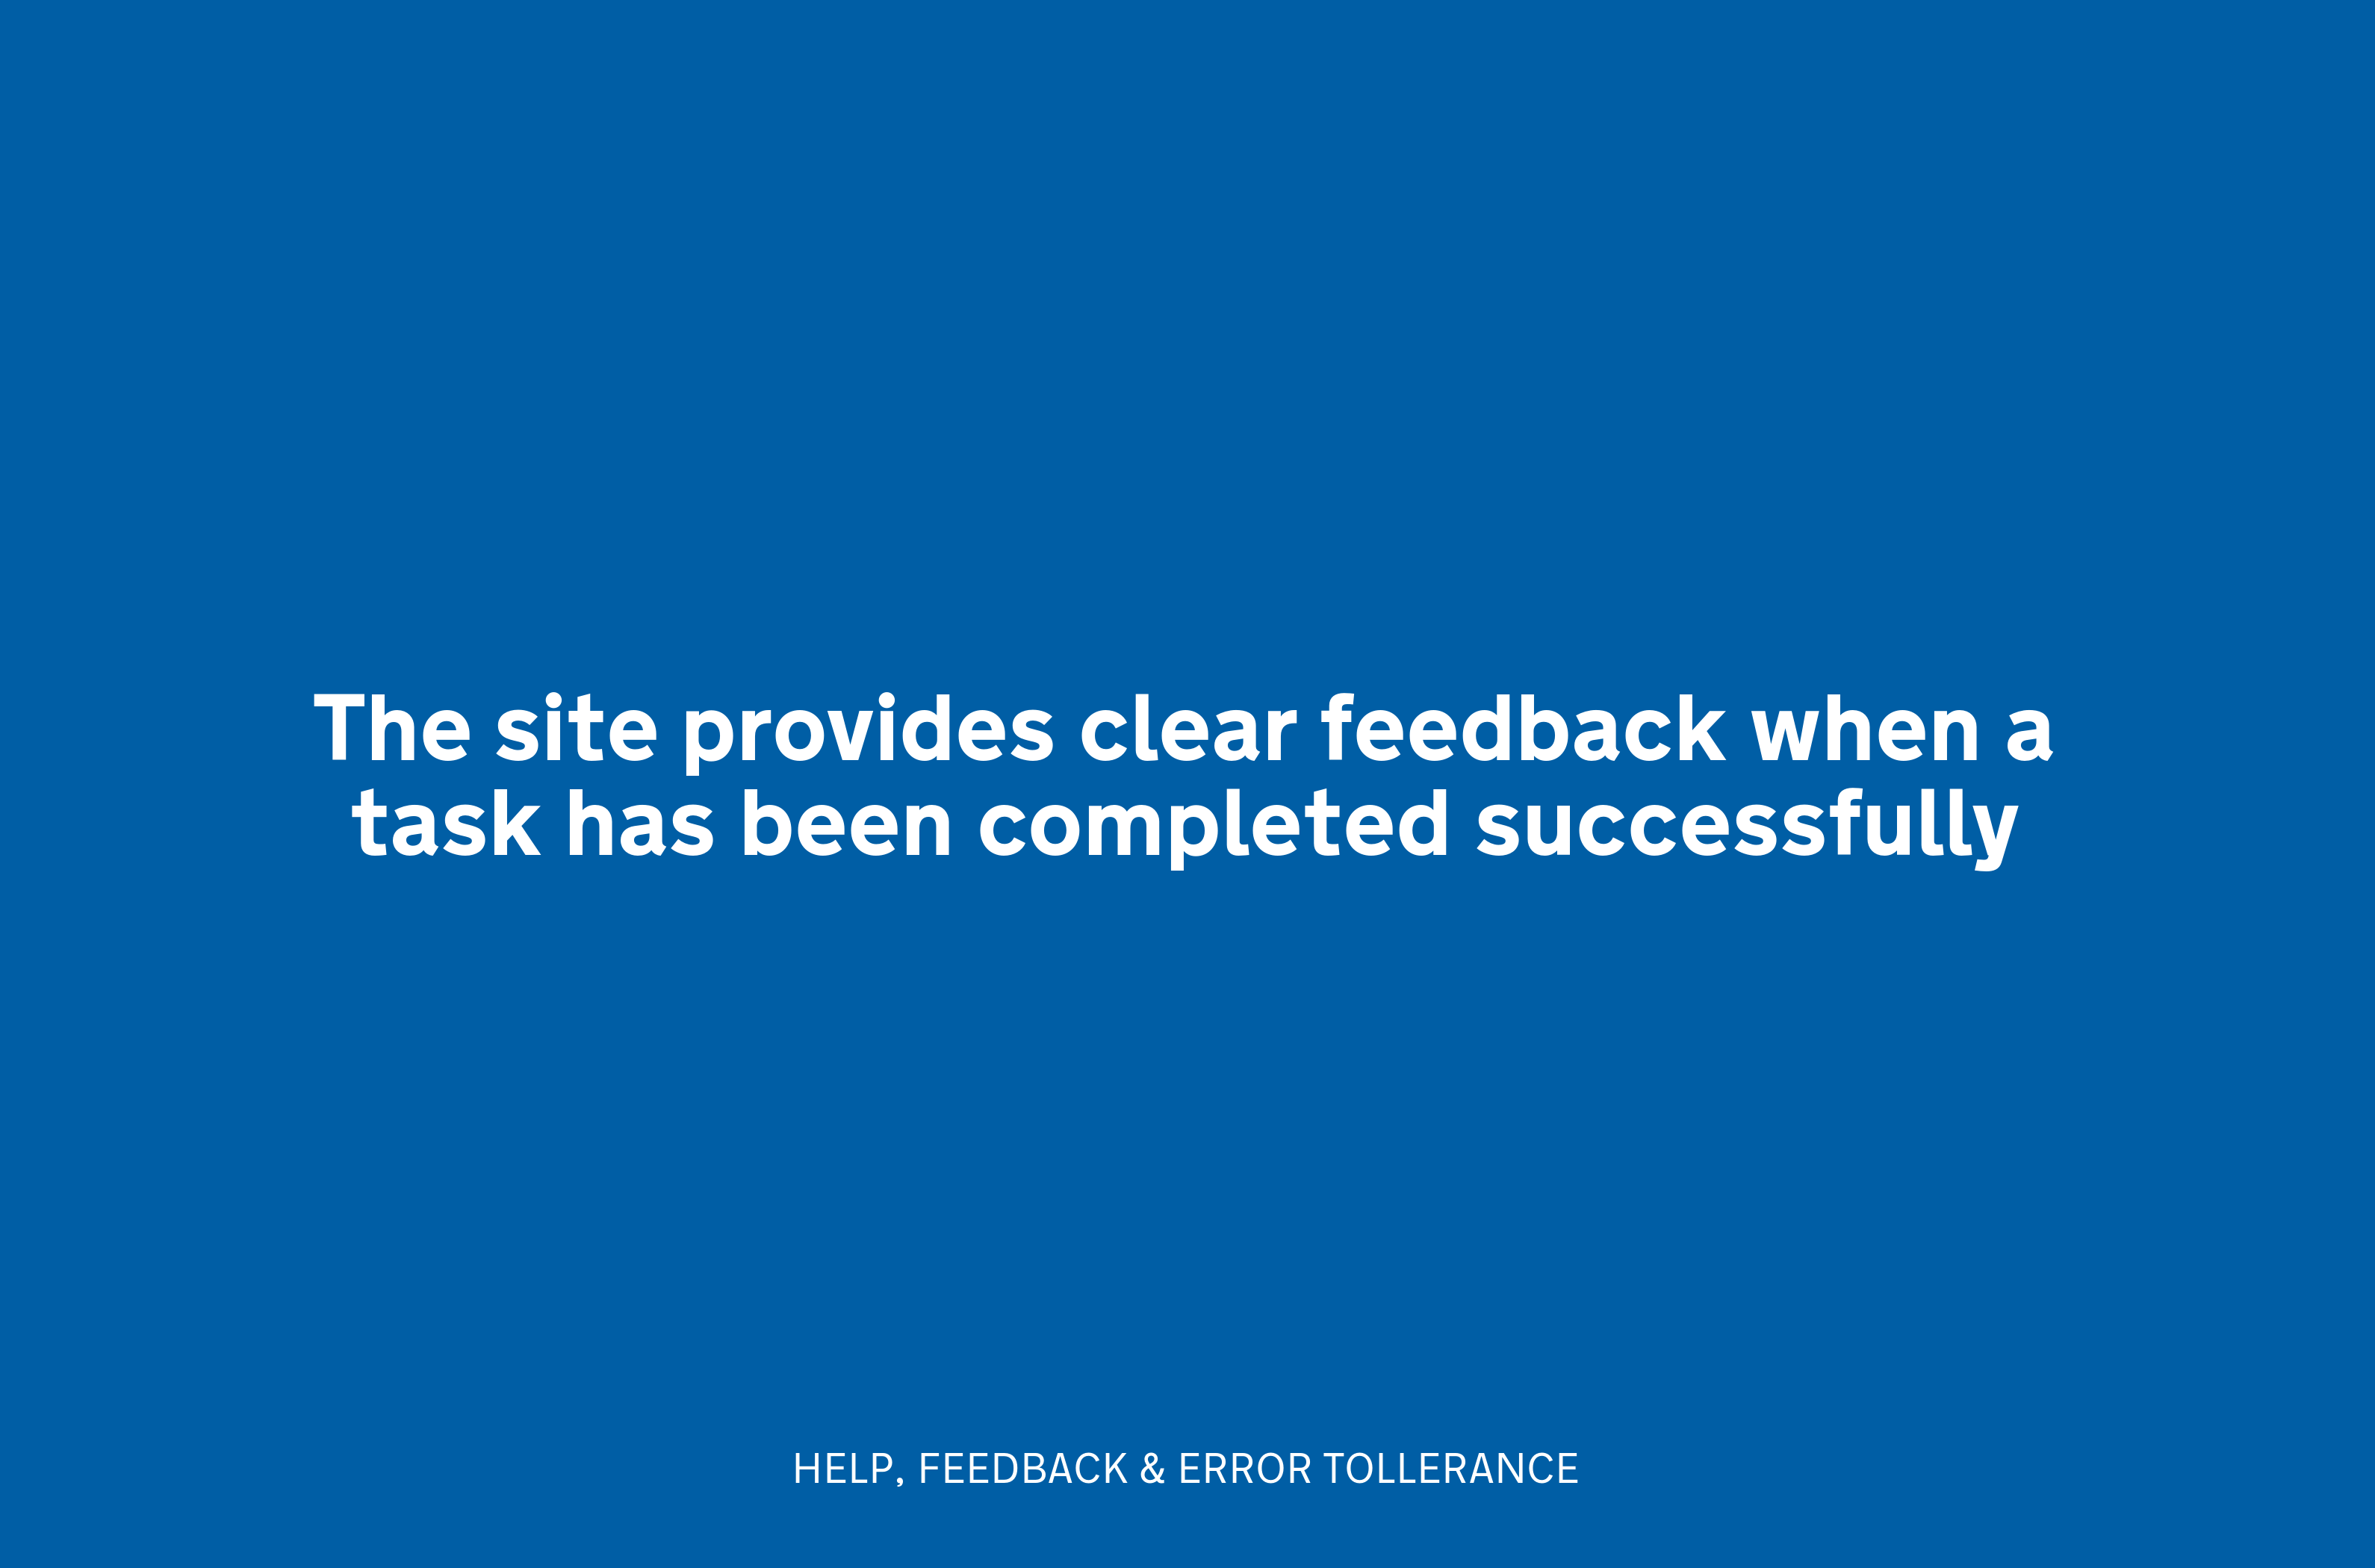 The site provides clear feedback when a
task has been completed successfully
HELP, FEEDBACK & ERROR TOLLERANCE